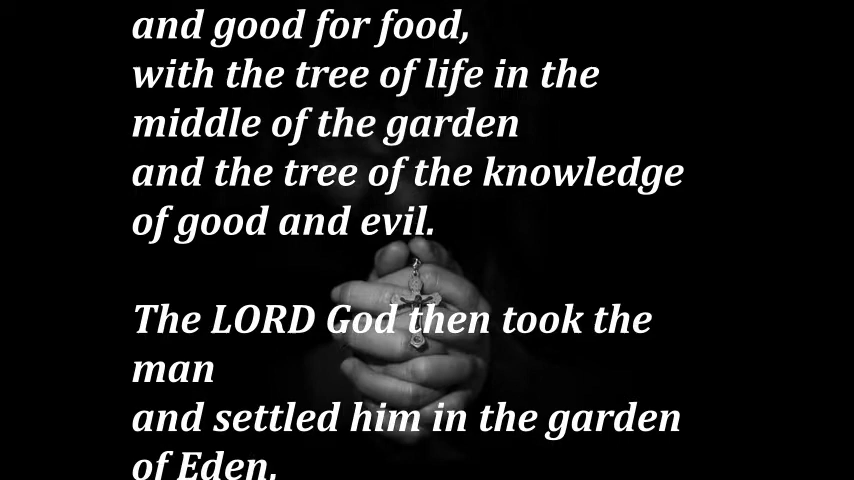 and good for food,
with the tree of life in the
middle of the garden
and the tree of the knowledge
of good and evil.
The LORD God then took the
man
and settled him in the garden
of Eden,